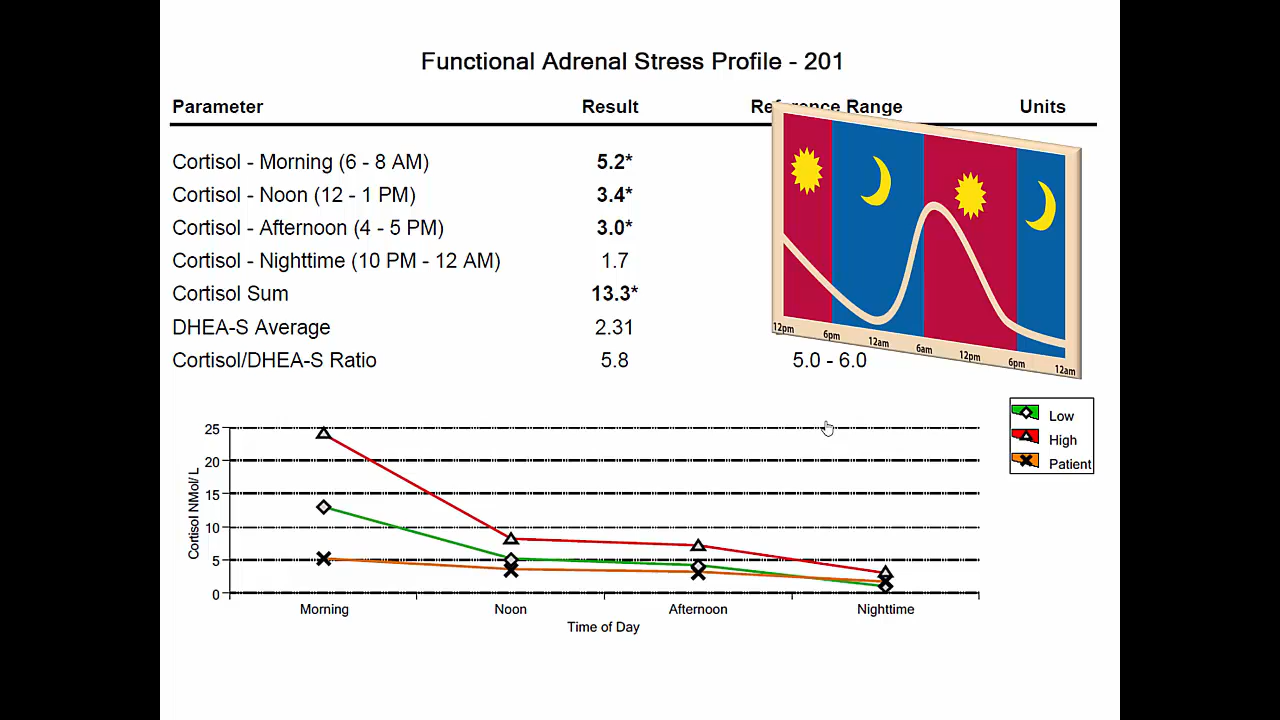 Functional Adrenal Stress Profile - 201
Parameter Result Reference Range Units
Cortisol - Morning (6 - 8 AM) 5.2*
Cortisol - Noon (12 - 1 PM) 3.4*
Cortisol - Afternoon (4 - 5 PM) 3.0*
Cortisol - Nighttime (10 PM - 12 AM) 1.7
Cortisol Sum 13.3*
DHEA-S Average 2.31
Cortisol/DHEA-S Ratio 5.8 5.0 - 6.0
12pm 6pm 12am 6am 12pm 6pm 12am
Low
High
Patient
Cortisol NMol/ L
25
20
15
10
5
0
Morning Noon Afternoon Nighttime
Time of Day